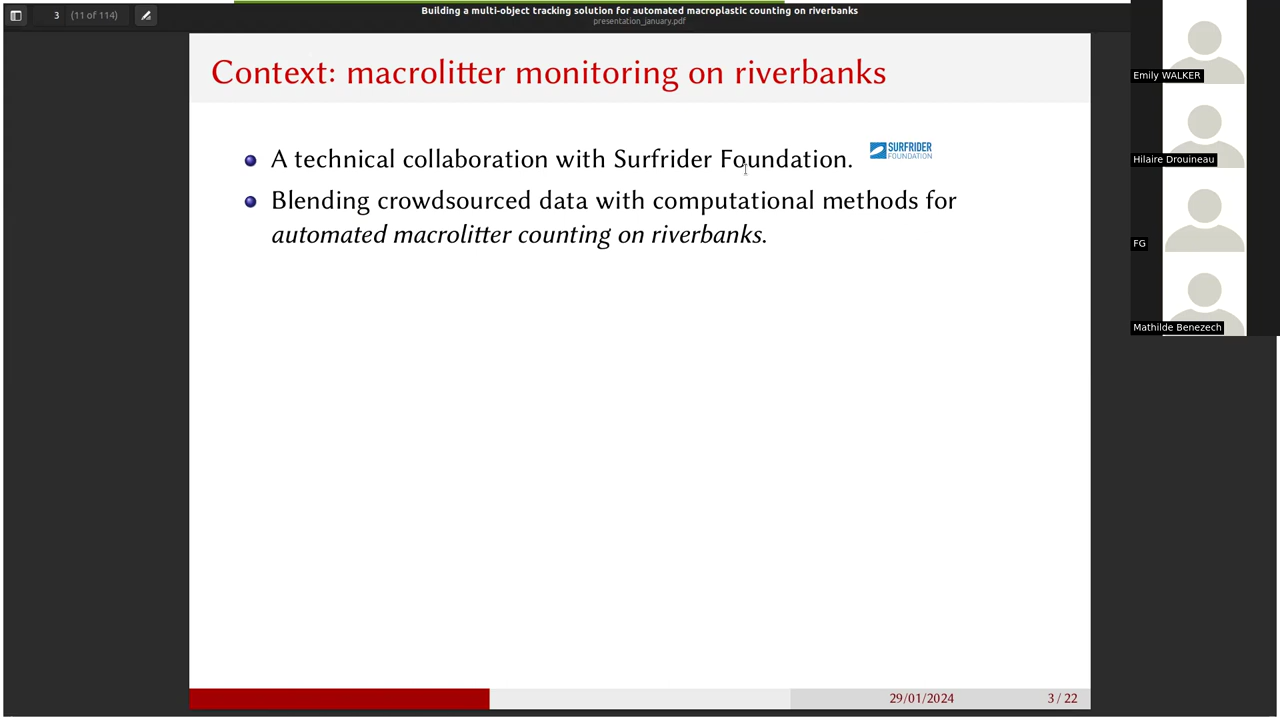 3 (11 of 114)
Building a multi-object tracking solution for automated macroplastic counting on riverbanks
presentation_january.pdf
Context: macrolitter monitoring on riverbanks
A technical collaboration with Surfrider Foundation.
SURFRIDER
FOUNDATION
Blending crowdsourced data with computational methods for
automated macrolitter counting on riverbanks.
29/01/2024 3 / 22
Emily WALKER
Hilaire Drouineau
FG
Mathilde Benezech